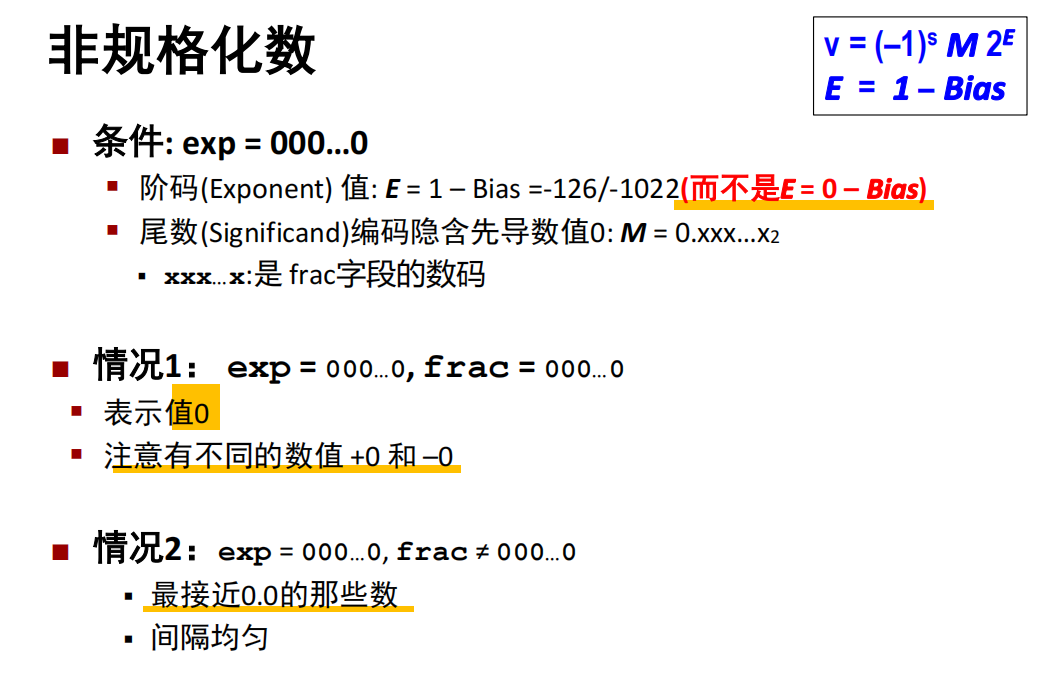 非规格化数
v = (–1)ˢ M 2ᴱ
E = 1 – Bias
■ 条件: exp = 000…0
▪ 阶码(Exponent) 值: E = 1 – Bias =-126/-1022(而不是E = 0 – Bias)
▪ 尾数(Significand)编码隐含先导数值0: M = 0.xxx…x₂
▪ xxx…x:是 frac字段的数码
■ 情况1： exp = 000…0, frac = 000…0
▪ 表示值0
▪ 注意有不同的数值 +0 和 –0
■ 情况2：exp = 000…0, frac ≠ 000…0
▪ 最接近0.0的那些数
▪ 间隔均匀